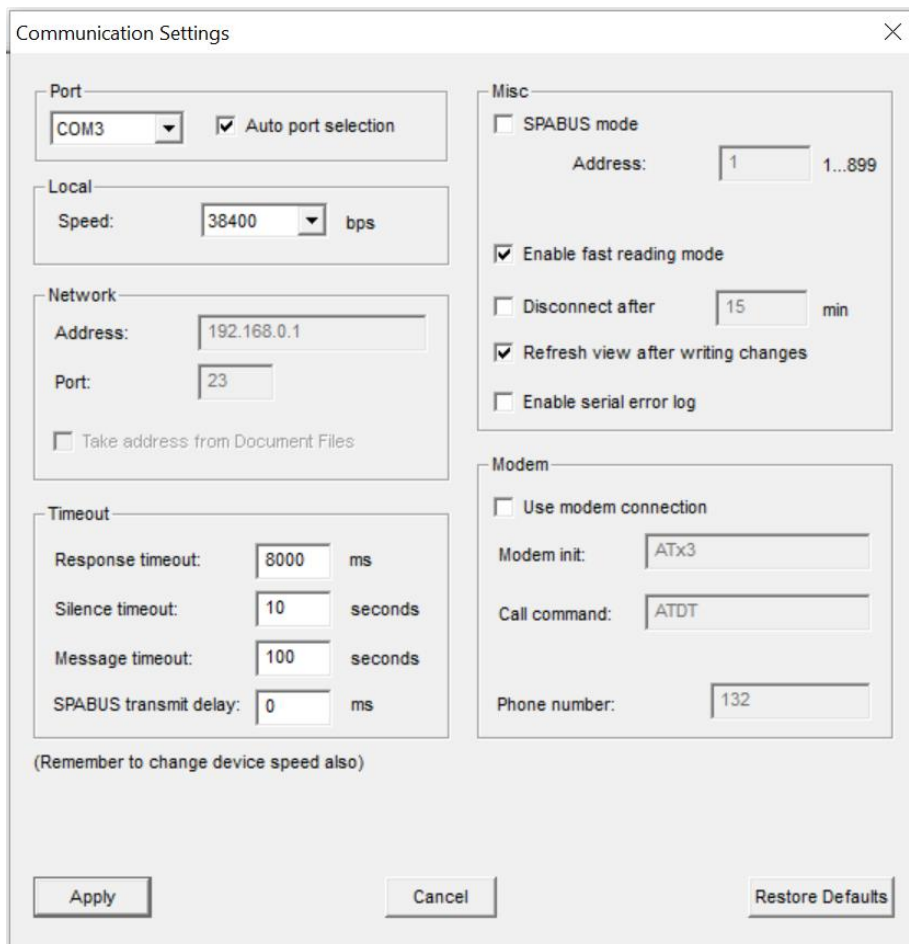 Communication Settings
Port
COM3
Auto port selection
Local
Speed: 38400 bps
Network
Address: 192.168.0.1
Port: 23
Take address from Document Files
Timeout
Response timeout: 8000 ms
Silence timeout: 10 seconds
Message timeout: 100 seconds
SPABUS transmit delay: 0 ms
(Remember to change device speed also)
Misc
SPABUS mode
Address: 1 1...899
Enable fast reading mode
Disconnect after 15 min
Refresh view after writing changes
Enable serial error log
Modem
Use modem connection
Modem init: ATx3
Call command: ATDT
Phone number: 132
Apply
Cancel
Restore Defaults